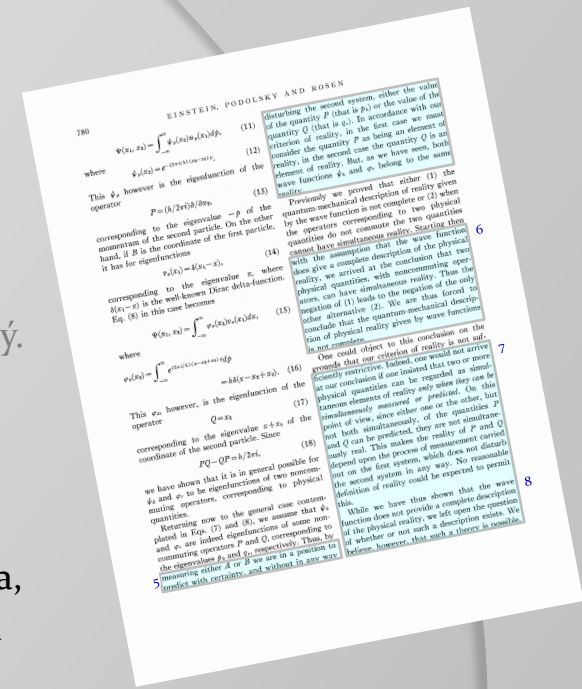 780
EINSTEIN, PODOLSKY AND ROSEN
Ψ(x₁, x₂) = ∫₋∞^∞ ψₚ(x₂)uₚ(x₁)dp, (11)
where
ψₚ(x₂)=e^-(2πi/h)(x₂-x₀)p. (12)
This ψₚ however is the eigenfunction of the
operator
P=(h/2πi)∂/∂x₂, (13)
corresponding to the eigenvalue −p of the
momentum of the second particle. On the other
hand, if B is the coordinate of the first particle,
it has for eigenfunctions
vₓ(x₁)=δ(x₁−x), (14)
corresponding to the eigenvalue x, where
δ(x₁−x) is the well-known Dirac delta-function.
Eq. (8) in this case becomes
Ψ(x₁, x₂) = ∫₋∞^∞ φₓ(x₂)vₓ(x₁)dx, (15)
where
φₓ(x₂) = ∫₋∞^∞ e^(2πi/h)(x-x₂+x₀)p dp
=hδ(x−x₂+x₀). (16)
This φₓ, however, is the eigenfunction of the
operator
Q=x₂ (17)
corresponding to the eigenvalue x+x₀ of the
coordinate of the second particle. Since
PQ−QP=h/2πi, (18)
we have shown that it is in general possible for
ψₖ and φᵣ to be eigenfunctions of two noncom-
muting operators, corresponding to physical
quantities.
Returning now to the general case contem-
plated in Eqs. (7) and (8), we assume that ψₖ
and φᵣ are indeed eigenfunctions of some non-
commuting operators P and Q, corresponding to
the eigenvalues pₖ and qᵣ, respectively. Thus, by
5
measuring either A or B we are in a position to
predict with certainty, and without in any way
disturbing the second system, either the value
of the quantity P (that is pₖ) or the value of the
quantity Q (that is qᵣ). In accordance with our
criterion of reality, in the first case we must
consider the quantity P as being an element of
reality, in the second case the quantity Q is an
element of reality. But, as we have seen, both
wave functions ψₖ and φᵣ belong to the same
reality.
Previously we proved that either (1) the
quantum-mechanical description of reality given
by the wave function is not complete or (2) when
the operators corresponding to two physical
quantities do not commute the two quantities
cannot have simultaneous reality. Starting then
6
with the assumption that the wave function
does give a complete description of the physical
reality, we arrived at the conclusion that two
physical quantities, with noncommuting oper-
ators, can have simultaneous reality. Thus the
negation of (1) leads to the negation of the only
other alternative (2). We are thus forced to
conclude that the quantum-mechanical descrip-
tion of physical reality given by wave functions
is not complete.
One could object to this conclusion on the
grounds that our criterion of reality is not suf-
7
ficiently restrictive. Indeed, one would not arrive
at our conclusion if one insisted that two or more
physical quantities can be regarded as simul-
taneous elements of reality only when they can be
simultaneously measured or predicted. On this
point of view, since either one or the other, but
not both simultaneously, of the quantities P
and Q can be predicted, they are not simultane-
ously real. This makes the reality of P and Q
depend upon the process of measurement carried
out on the first system, which does not disturb
the second system in any way. No reasonable
definition of reality could be expected to permit
this.
8
While we have thus shown that the wave
function does not provide a complete description
of the physical reality, we left open the question
of whether or not such a description exists. We
believe, however, that such a theory is possible.
ý.
a,